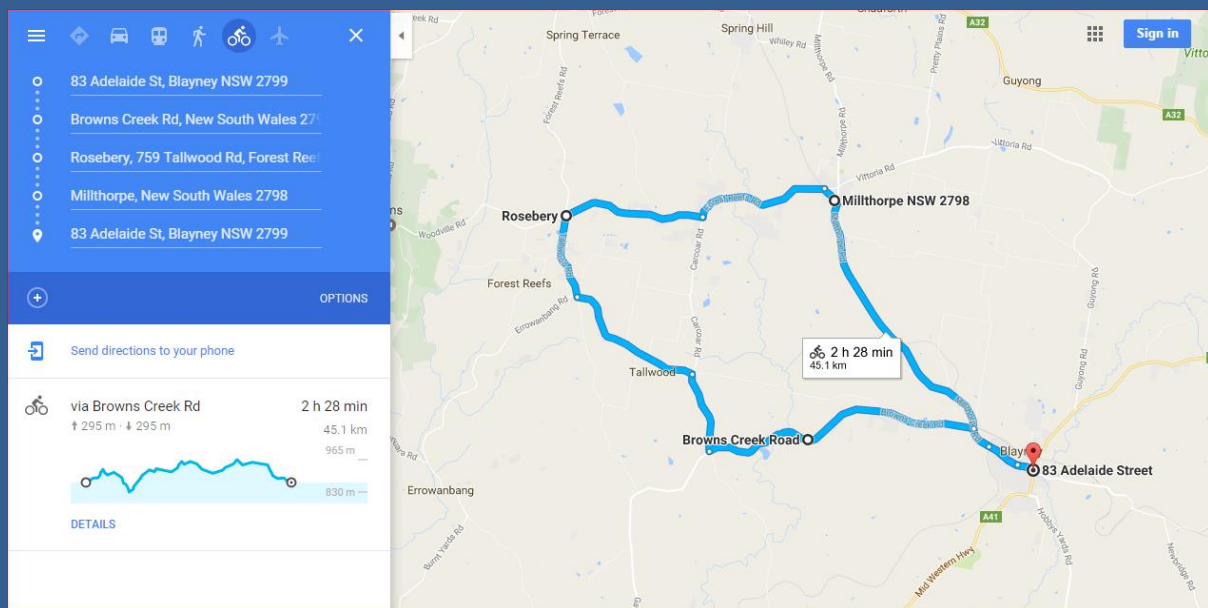 83 Adelaide St, Blayney NSW 2799
Browns Creek Rd, New South Wales 27
Rosebery, 759 Tallwood Rd, Forest Ree
Millthorpe, New South Wales 2798
83 Adelaide St, Blayney NSW 2799
OPTIONS
Send directions to your phone
via Browns Creek Rd
2 h 28 min
295 m · 295 m
45.1 km
965 m
830 m
DETAILS
Sign in
Spring Terrace
Spring Hill
Whiley Rd
Millthorpe Rd
Pretty Plains Rd
A32
Guyong
A32
Forest Reefs Rd
Millthorpe Rd
Vittoria Rd
Vittoria Rd
Woodville Rd
Rosebery
Millthorpe NSW 2798
Carcoar Rd
Forest Reefs
Errowanbang Rd
Guyong Rd
2 h 28 min
45.1 km
Carcoar Rd
Tallwood
Browns Creek Road
83 Adelaide Street
Errowanbang
A41
Hobbys Yards Rd
Burnt Yards Rd
Mid Western Hwy
Newbridge Rd